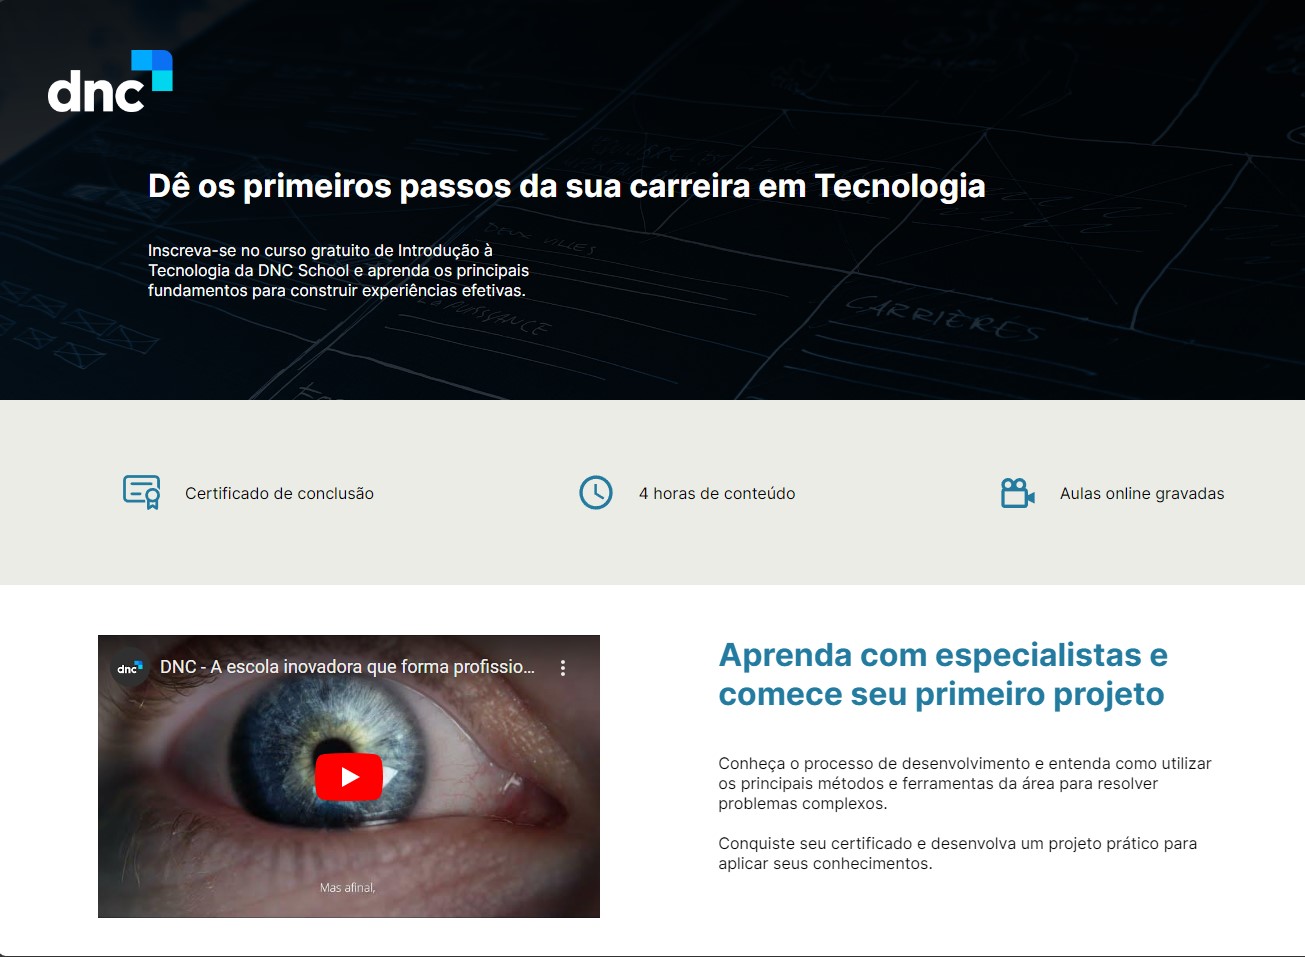 dnc
Dê os primeiros passos da sua carreira em Tecnologia
Inscreva-se no curso gratuito de Introdução à
Tecnologia da DNC School e aprenda os principais
fundamentos para construir experiências efetivas.
DEUX VILLES
PUISSANCE
CARRIÈRES
Certificado de conclusão
4 horas de conteúdo
Aulas online gravadas
dnc
DNC - A escola inovadora que forma profissio...
Mas afinal,
Aprenda com especialistas e
comece seu primeiro projeto
Conheça o processo de desenvolvimento e entenda como utilizar
os principais métodos e ferramentas da área para resolver
problemas complexos.
Conquiste seu certificado e desenvolva um projeto prático para
aplicar seus conhecimentos.